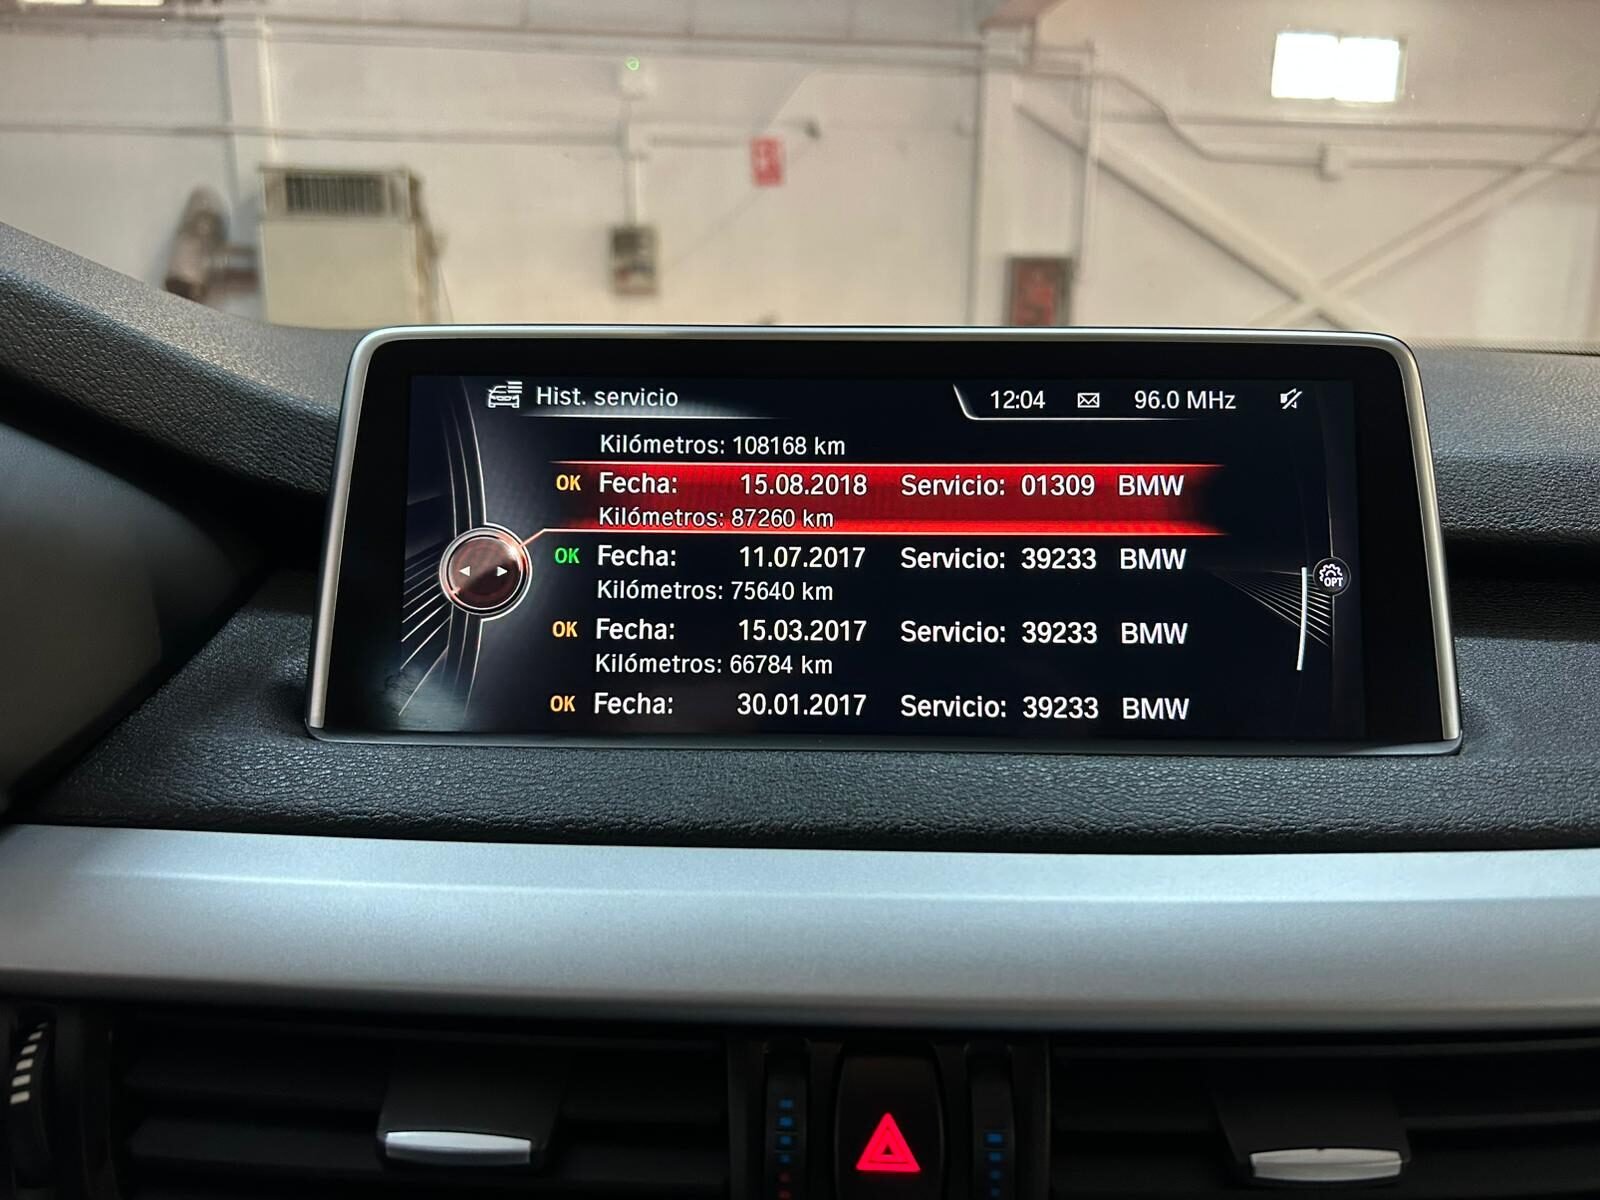 Hist. servicio 12:04 96.0 MHz
Kilómetros: 108168 km
OK Fecha: 15.08.2018 Servicio: 01309 BMW
Kilómetros: 87260 km
OK Fecha: 11.07.2017 Servicio: 39233 BMW
Kilómetros: 75640 km
OPT
OK Fecha: 15.03.2017 Servicio: 39233 BMW
Kilómetros: 66784 km
OK Fecha: 30.01.2017 Servicio: 39233 BMW